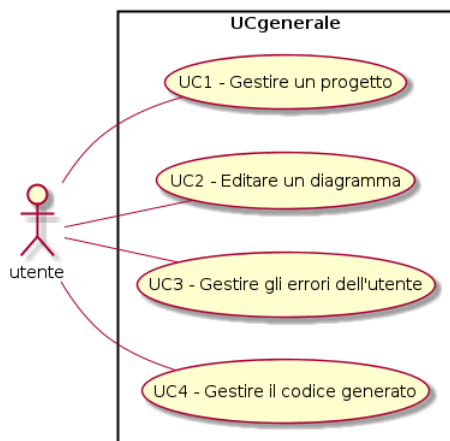 UCgenerale
UC1 - Gestire un progetto
UC2 - Editare un diagramma
utente
UC3 - Gestire gli errori dell'utente
UC4 - Gestire il codice generato